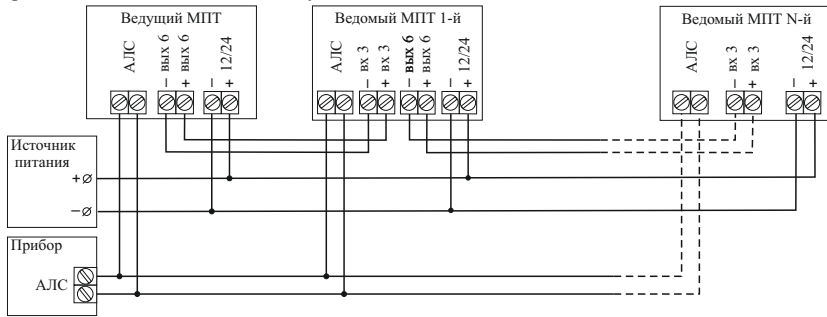 Ведущий МПТ
АЛС
– вых 6
+ вых 6
–
+ 12/24
Ведомый МПТ 1-й
АЛС
– вх 3
+ вх 3
– вых 6
+ вых 6
–
+ 12/24
Ведомый МПТ N-й
АЛС
– вх 3
+ вх 3
–
+ 12/24
Источник
питания
+
–
Прибор
АЛС